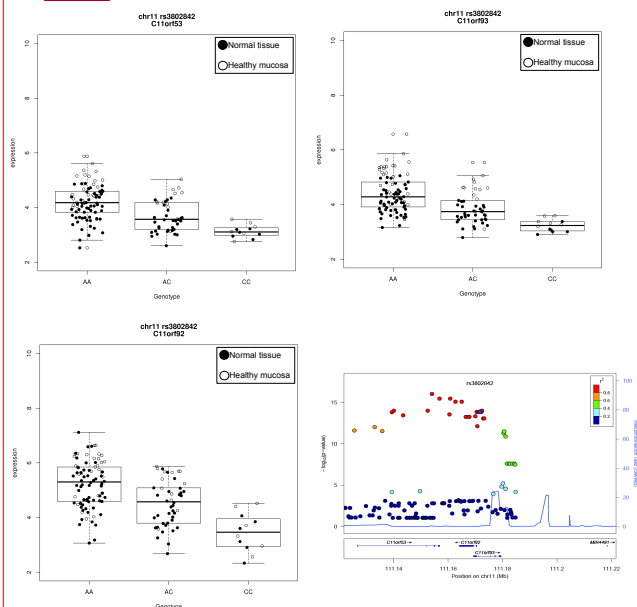 chr11 rs3802842
C11orf53
Normal tissue
Healthy mucosa
expression
10
8
6
4
2
AA
AC
CC
Genotype
chr11 rs3802842
C11orf93
Normal tissue
Healthy mucosa
expression
10
8
6
4
2
AA
AC
CC
Genotype
chr11 rs3802842
C11orf92
Normal tissue
Healthy mucosa
expression
10
8
6
4
2
AA
AC
CC
Genotype
rs3802842
r²
0.8
0.6
0.4
0.2
−log₁₀(p−value)
15
10
5
0
100
80
60
40
20
0
C11orf53
C11orf92
C11orf93
MIR4491
111.14
111.16
111.18
111.2
111.22
Position on chr11 (Mb)